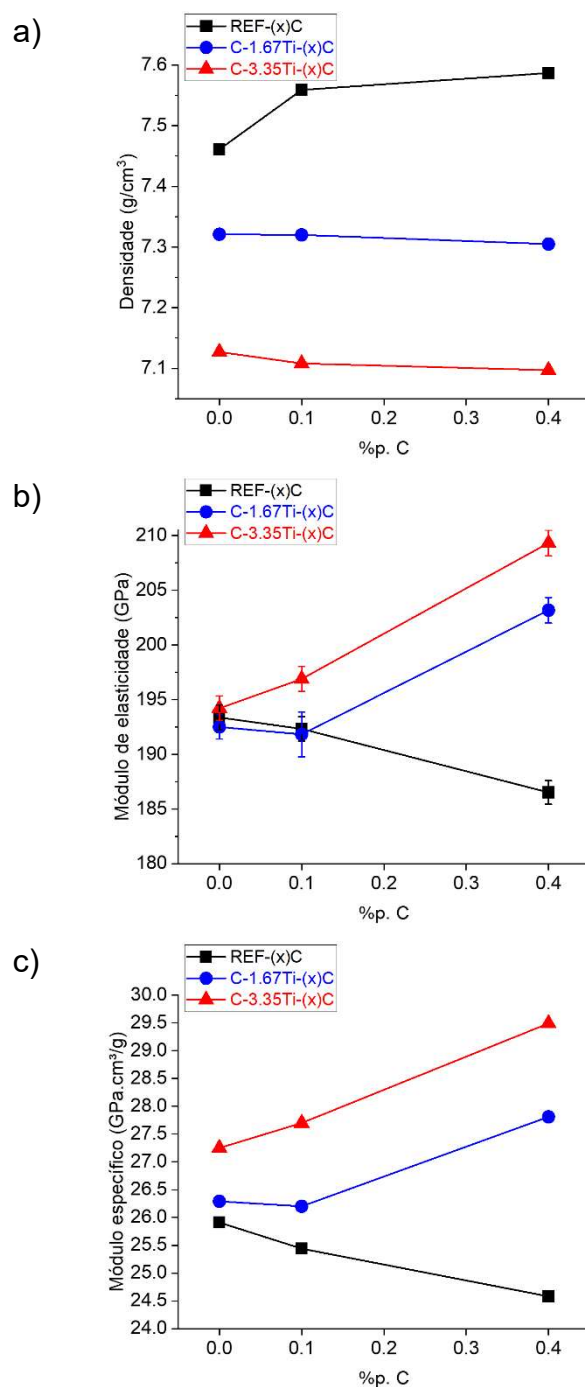 a)
REF-(x)C
C-1.67Ti-(x)C
C-3.35Ti-(x)C
7.6
7.5
7.4
7.3
7.2
7.1
Densidade (g/cm³)
0.0 0.1 0.2 0.3 0.4
%p. C
b)
REF-(x)C
C-1.67Ti-(x)C
C-3.35Ti-(x)C
210
205
200
195
190
185
180
Módulo de elasticidade (GPa)
0.0 0.1 0.2 0.3 0.4
%p. C
c)
REF-(x)C
C-1.67Ti-(x)C
C-3.35Ti-(x)C
30.0
29.5
29.0
28.5
28.0
27.5
27.0
26.5
26.0
25.5
25.0
24.5
24.0
Módulo específico (GPa.cm³/g)
0.0 0.1 0.2 0.3 0.4
%p. C